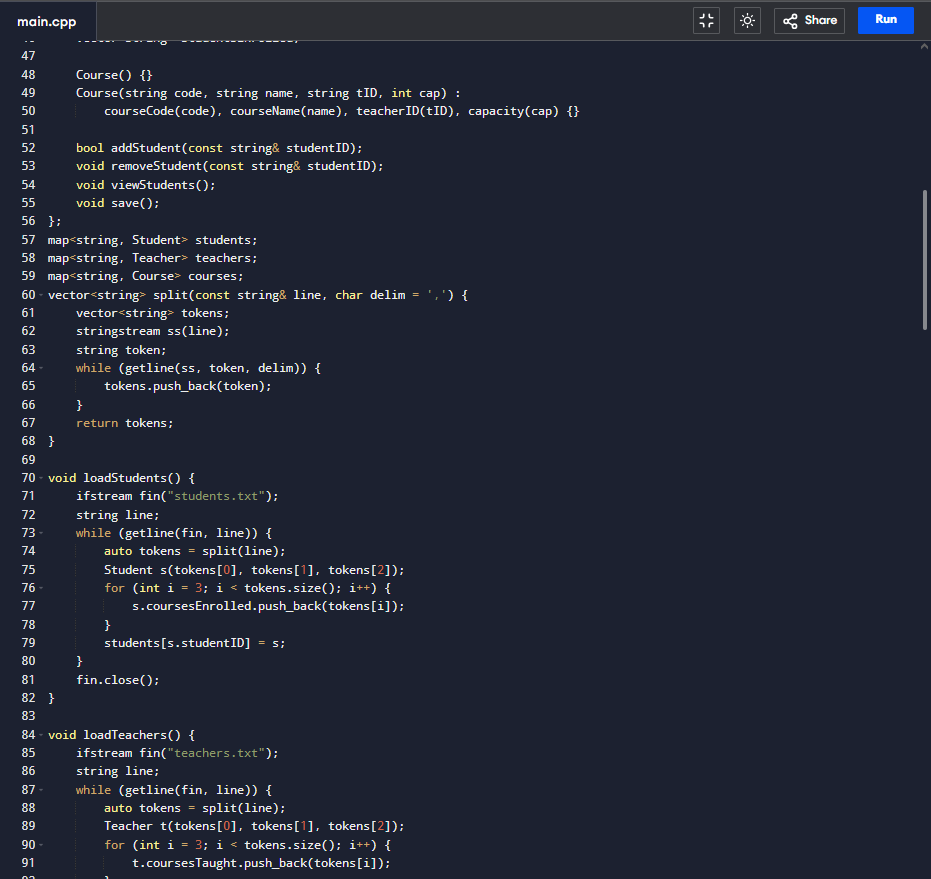 main.cpp
Share
Run
47
48 Course() {}
49 Course(string code, string name, string tID, int cap) :
50 courseCode(code), courseName(name), teacherID(tID), capacity(cap) {}
51
52 bool addStudent(const string& studentID);
53 void removeStudent(const string& studentID);
54 void viewStudents();
55 void save();
56 };
57 map<string, Student> students;
58 map<string, Teacher> teachers;
59 map<string, Course> courses;
60 vector<string> split(const string& line, char delim = ',') {
61 vector<string> tokens;
62 stringstream ss(line);
63 string token;
64 while (getline(ss, token, delim)) {
65 tokens.push_back(token);
66 }
67 return tokens;
68 }
69
70 void loadStudents() {
71 ifstream fin("students.txt");
72 string line;
73 while (getline(fin, line)) {
74 auto tokens = split(line);
75 Student s(tokens[0], tokens[1], tokens[2]);
76 for (int i = 3; i < tokens.size(); i++) {
77 s.coursesEnrolled.push_back(tokens[i]);
78 }
79 students[s.studentID] = s;
80 }
81 fin.close();
82 }
83
84 void loadTeachers() {
85 ifstream fin("teachers.txt");
86 string line;
87 while (getline(fin, line)) {
88 auto tokens = split(line);
89 Teacher t(tokens[0], tokens[1], tokens[2]);
90 for (int i = 3; i < tokens.size(); i++) {
91 t.coursesTaught.push_back(tokens[i]);